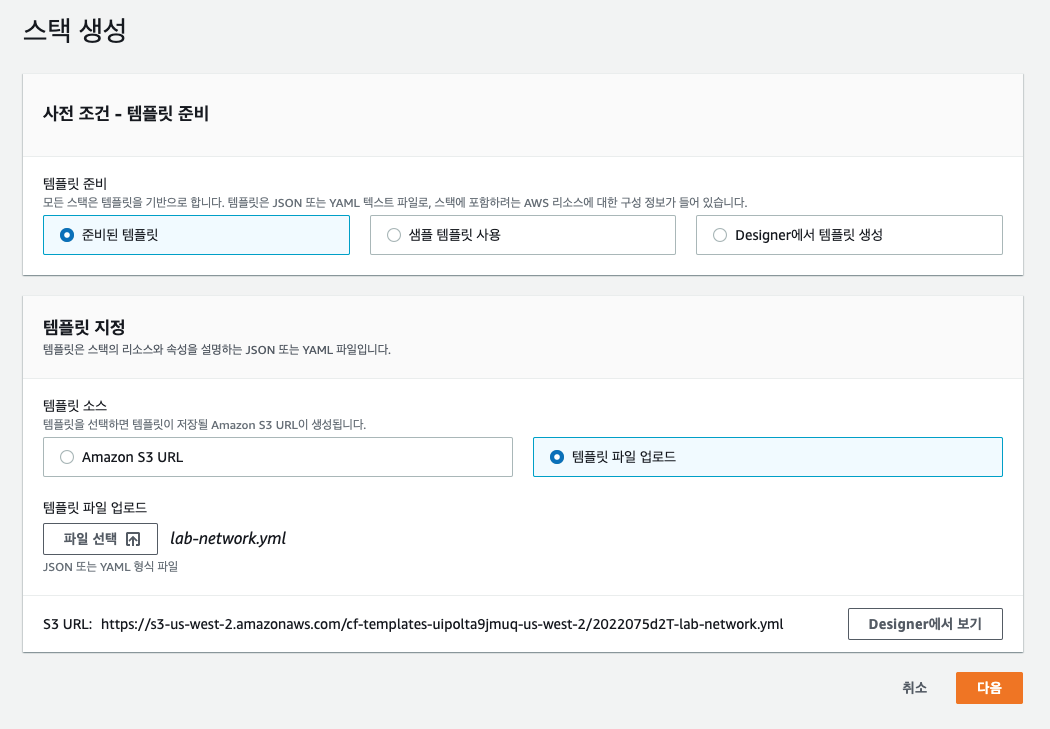 스택 생성
사전 조건 - 템플릿 준비
템플릿 준비
모든 스택은 템플릿을 기반으로 합니다. 템플릿은 JSON 또는 YAML 텍스트 파일로, 스택에 포함하려는 AWS 리소스에 대한 구성 정보가 들어 있습니다.
준비된 템플릿
샘플 템플릿 사용
Designer에서 템플릿 생성
템플릿 지정
템플릿은 스택의 리소스와 속성을 설명하는 JSON 또는 YAML 파일입니다.
템플릿 소스
템플릿을 선택하면 템플릿이 저장될 Amazon S3 URL이 생성됩니다.
Amazon S3 URL
템플릿 파일 업로드
템플릿 파일 업로드
파일 선택 lab-network.yml
JSON 또는 YAML 형식 파일
S3 URL: https://s3-us-west-2.amazonaws.com/cf-templates-uipolta9jmuq-us-west-2/2022075d2T-lab-network.yml
Designer에서 보기
취소
다음